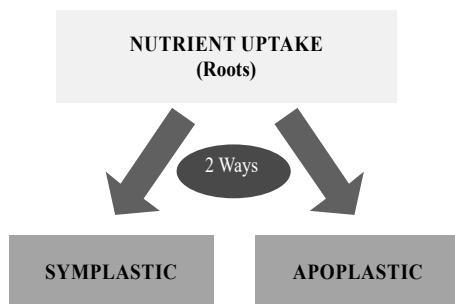 NUTRIENT UPTAKE
(Roots)
2 Ways
SYMPLASTIC
APOPLASTIC